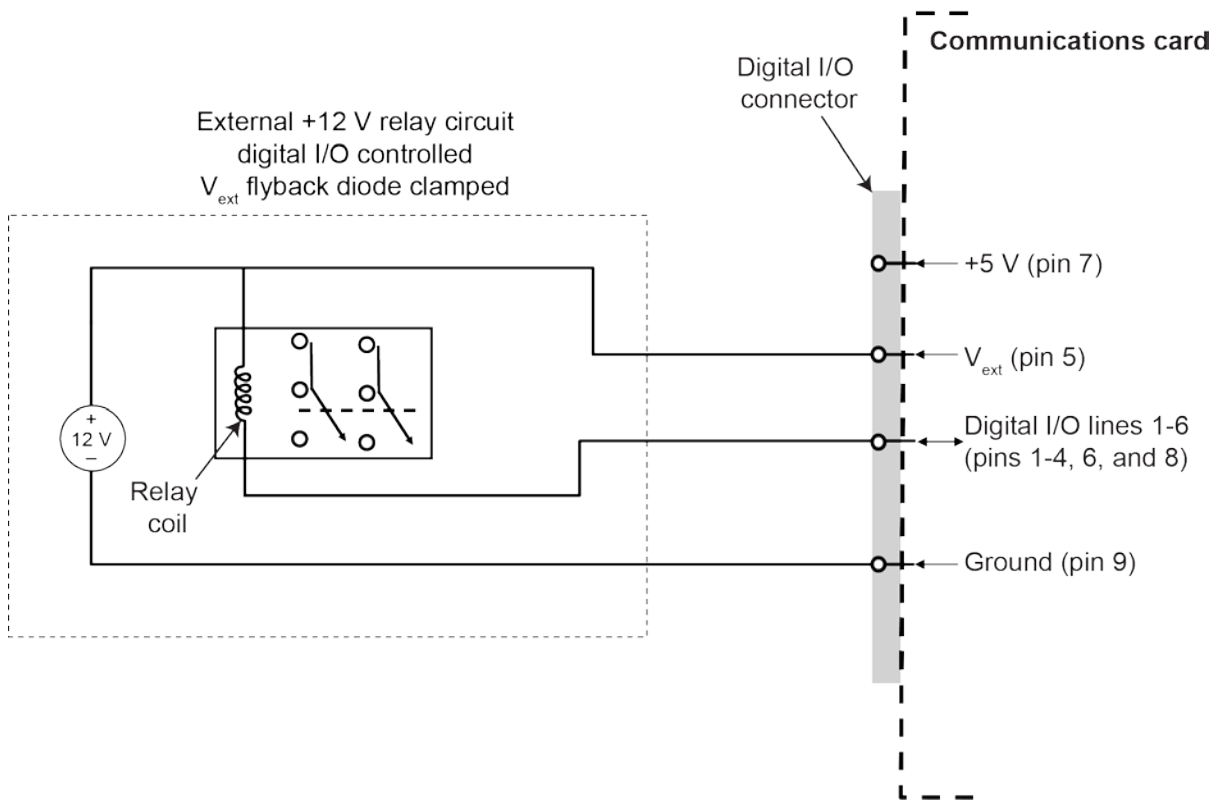 Communications card
Digital I/O
connector
External +12 V relay circuit
digital I/O controlled
Vext flyback diode clamped
+5 V (pin 7)
Vext (pin 5)
Digital I/O lines 1-6
(pins 1-4, 6, and 8)
+
12 V
–
Relay
coil
Ground (pin 9)